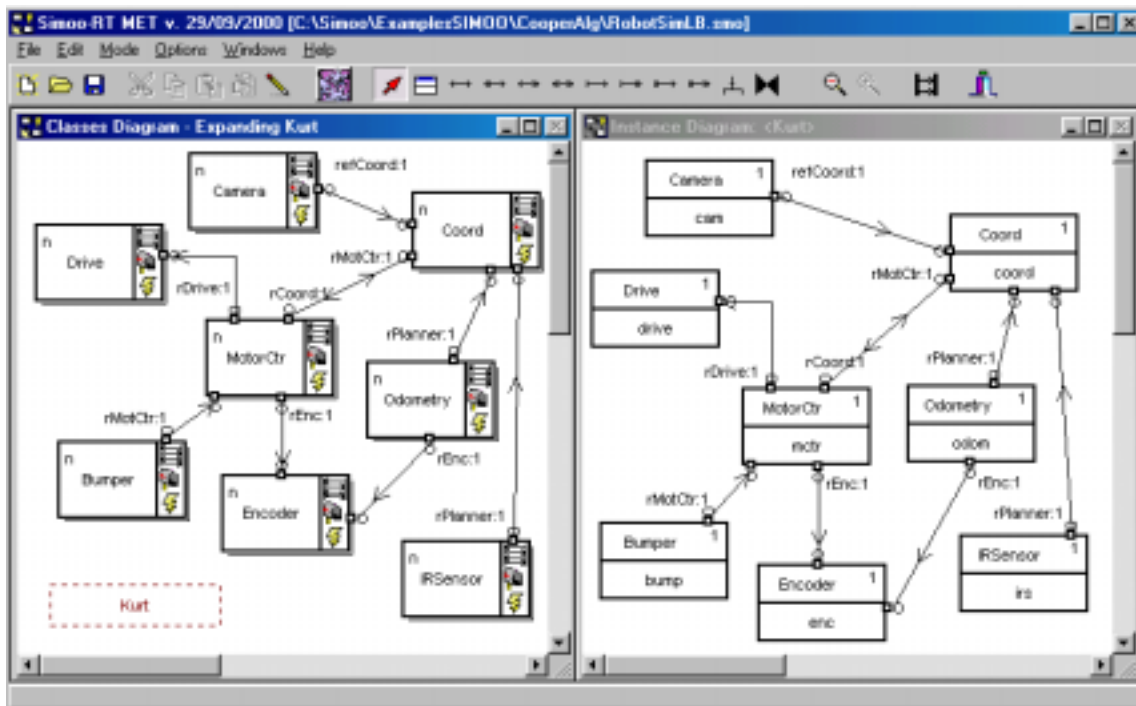 Simoo-RT MET v. 29/09/2000 [C:\Simoo\ExamplesSIMOO\CooperAlg\RobotSimLB.smo]
File Edit Mode Options Windows Help
Classes Diagram - Expanding Kurt
n
Camera
refCoord:1
n
Coord
n
Drive
rMotCtr:1
rDrive:1
rCoord:1
n
MotorCtr
rPlanner:1
n
Odometry
rMotCtr:1
rEnc:1
n
Bumper
rEnc:1
n
Encoder
rPlanner:1
n
IRSensor
Kurt
Instance Diagram: <Kurt>
Camera 1
cam
refCoord:1
Coord 1
coord
rMotCtr:1
Drive 1
drive
rCoord:1
rPlanner:1
rDrive:1
MotorCtr 1
mctr
Odometry 1
odom
rEnc:1
rEnc:1
rMotCtr:1
rPlanner:1
Bumper 1
bump
IRSensor 1
irs
Encoder 1
enc